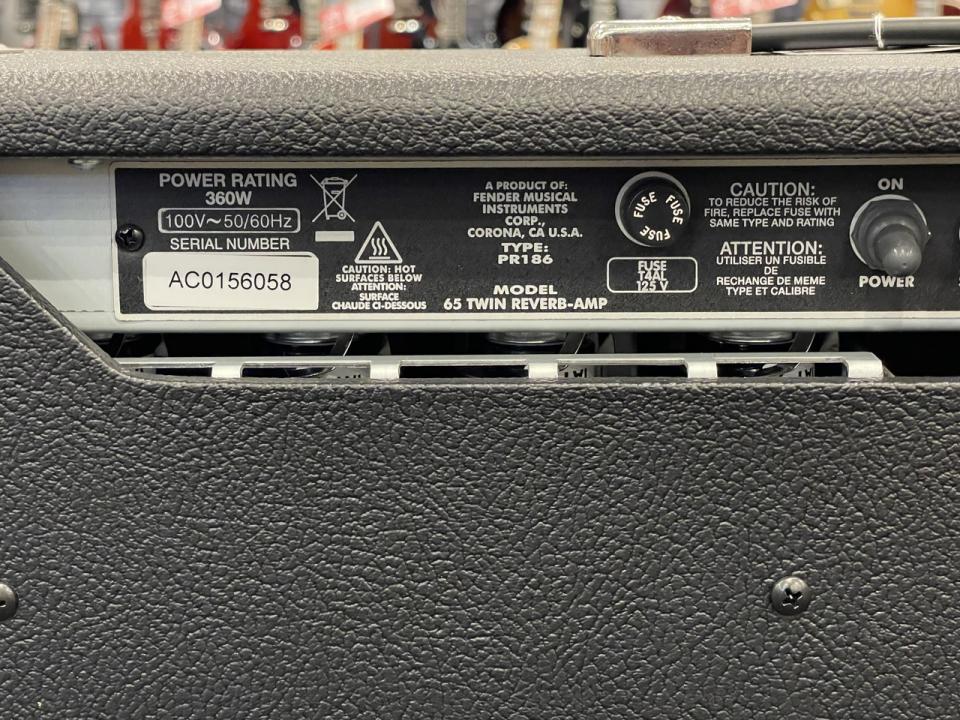 POWER RATING
360W
100V~50/60Hz
SERIAL NUMBER
AC0156058
CAUTION: HOT
SURFACES BELOW
ATTENTION:
SURFACE
CHAUDE CI-DESSOUS
A PRODUCT OF:
FENDER MUSICAL
INSTRUMENTS
CORP.,
CORONA, CA U.S.A.
TYPE:
PR186
MODEL
65 TWIN REVERB-AMP
FUSE FUSE FUSE
FUSE
T4AL
125 V
CAUTION:
TO REDUCE THE RISK OF
FIRE, REPLACE FUSE WITH
SAME TYPE AND RATING
ATTENTION:
UTILISER UN FUSIBLE
DE
RECHANGE DE MEME
TYPE ET CALIBRE
ON
POWER